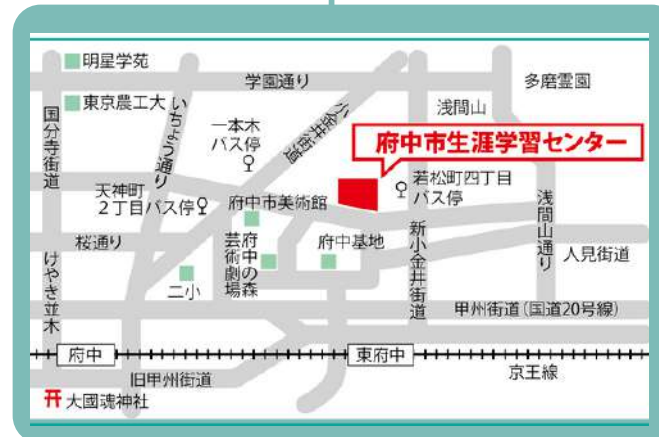 明星学苑
学園通り
多磨霊園
東京農工大
国分寺街道
いちょう通り
一本木
バス停
小金井街道
浅間山
府中市生涯学習センター
天神町
2丁目バス停
府中市美術館
若松町四丁目
バス停
浅間山通り
桜通り
府中の森
芸術劇場
府中基地
新小金井街道
人見街道
けやき並木
二小
甲州街道(国道20号線)
府中
東府中
京王線
旧甲州街道
大國魂神社